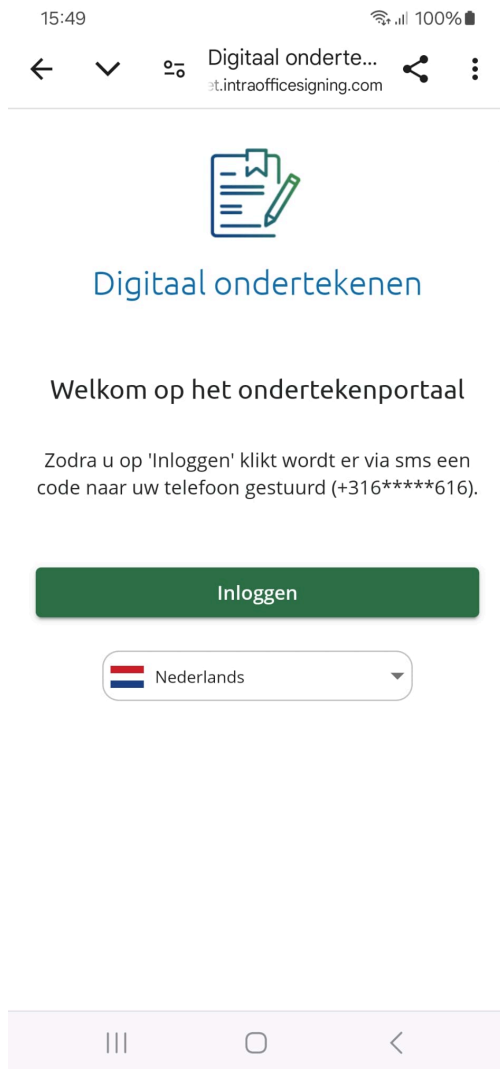 15:49
100%
Digitaal onderte...
et.intraofficesigning.com
Digitaal ondertekenen
Welkom op het ondertekenportaal
Zodra u op 'Inloggen' klikt wordt er via sms een
code naar uw telefoon gestuurd (+316*****616).
Inloggen
Nederlands